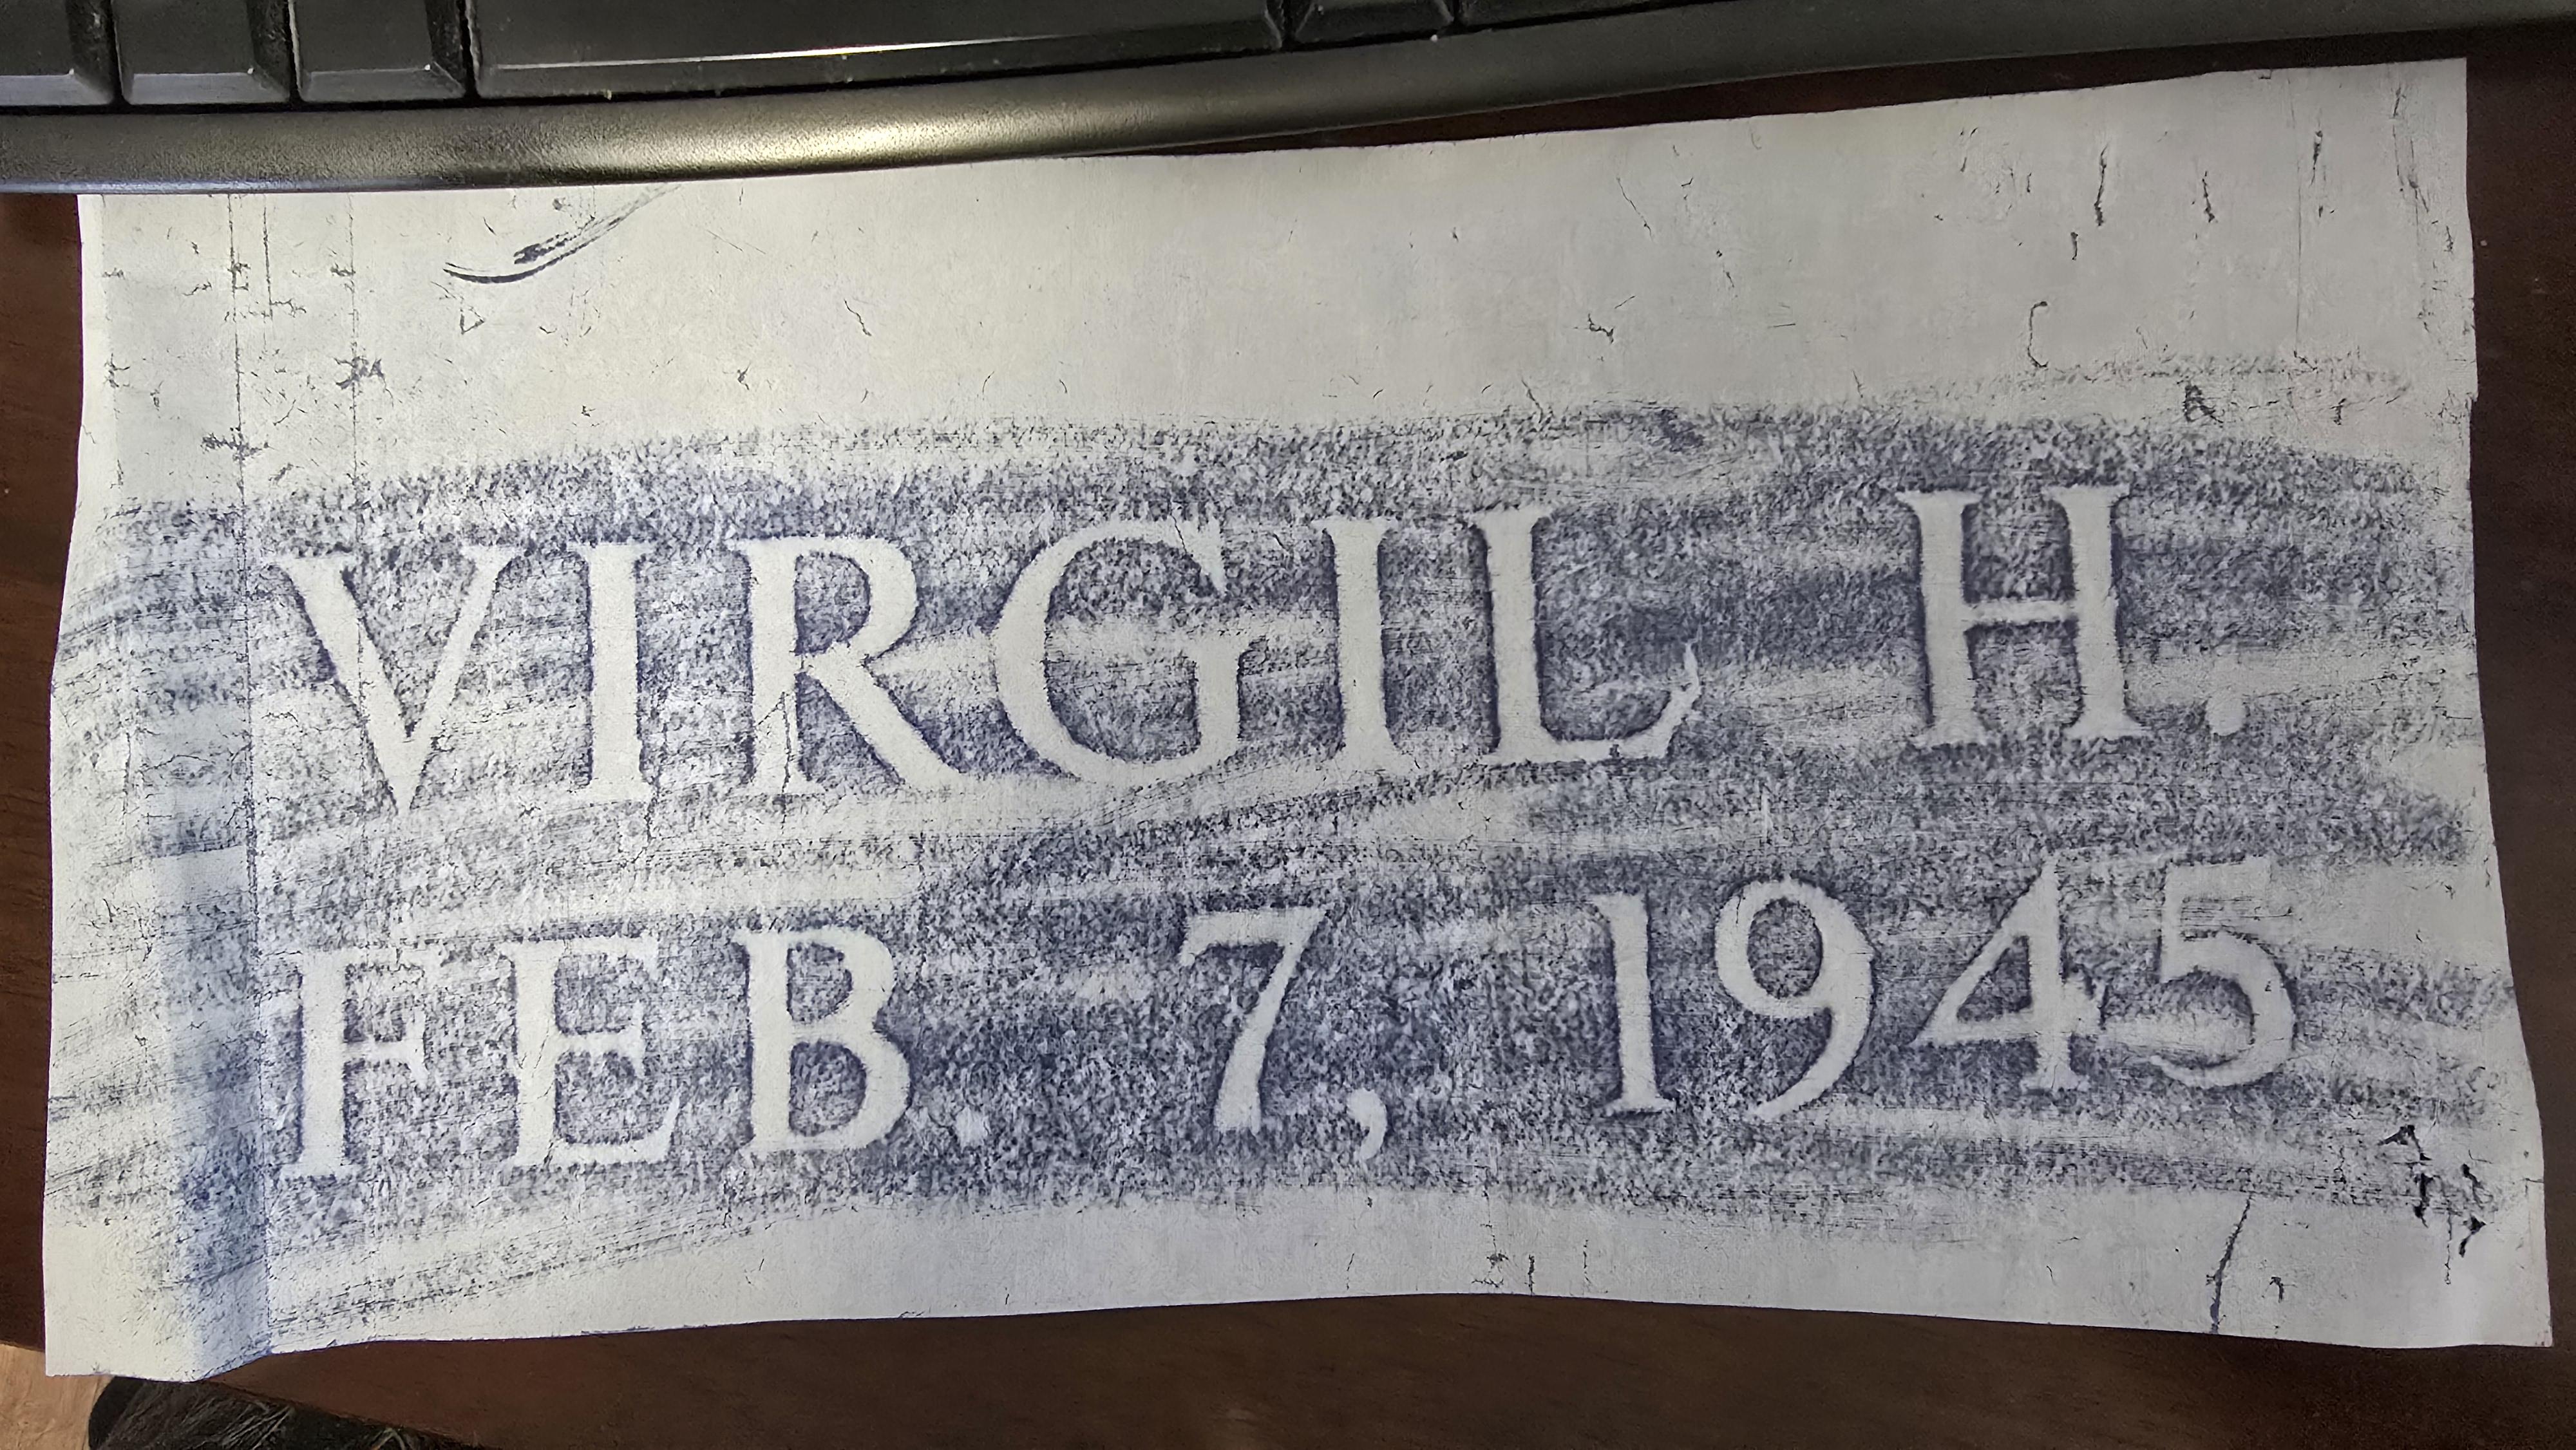 VIRGIL H.
FEB. 7, 1945